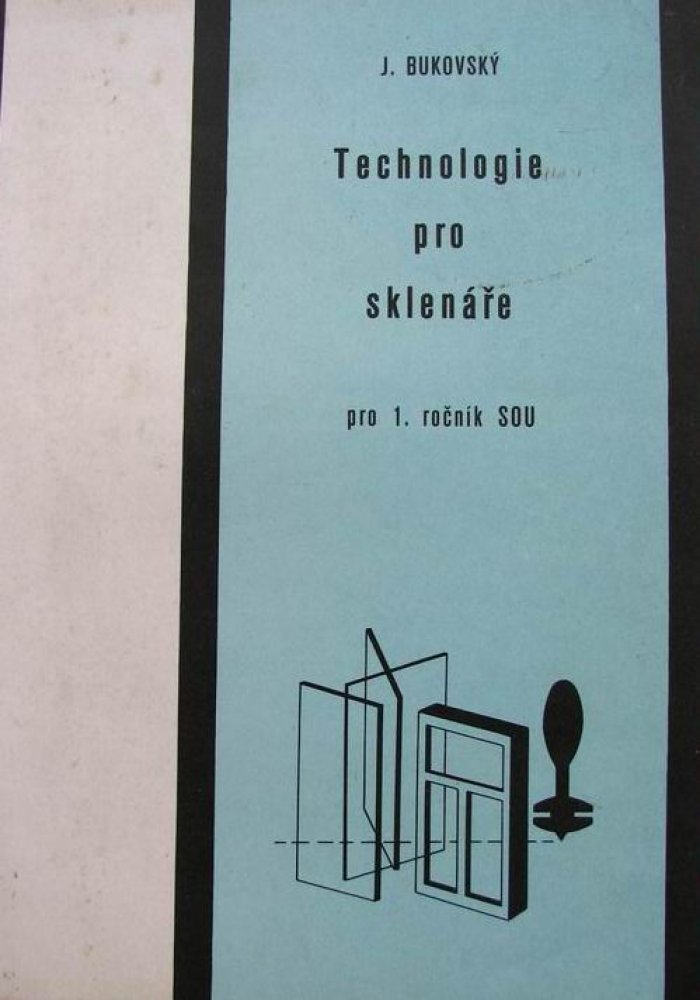 J. BUKOVSKÝ
Technologie
pro
sklenáře
pro 1. ročník SOU